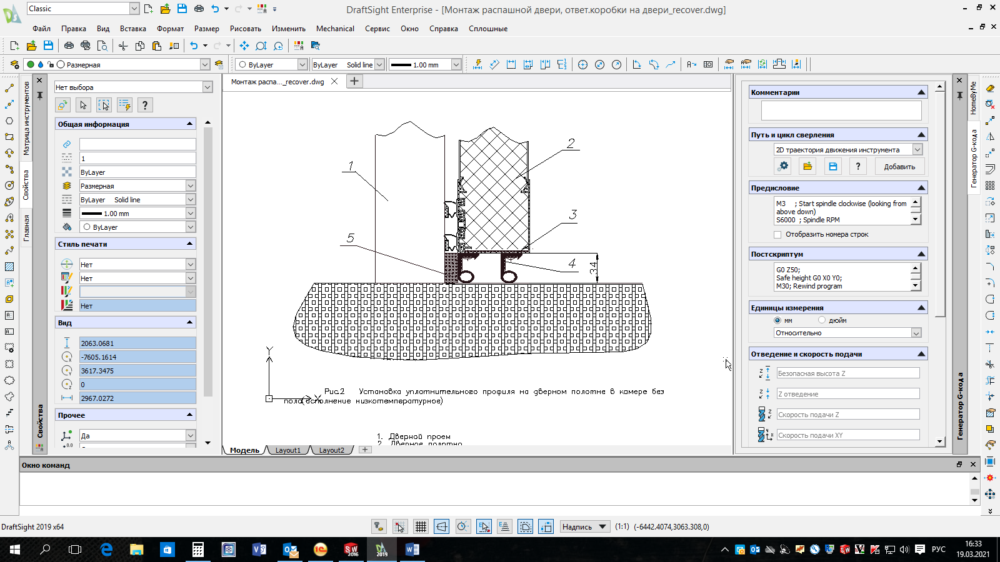 Classic
DraftSight Enterprise - [Монтаж распашной двери, ответ.коробки на двери_recover.dwg]
Файл Правка Вид Вставка Формат Размер Рисовать Изменить Mechanical Сервис Окно Справка Сплошные
Размерная
ByLayer
ByLayer Solid line
1.00 mm
Матрица инструментов
Свойства
Главная
Свойства
Нет выбора
Общая информация
1
ByLayer
Размерная
ByLayer Solid line
1.00 mm
ByLayer
Стиль печати
Нет
Нет
Нет
Вид
2063.0681
-7605.1614
3617.3475
0
2967.0272
Прочее
Да
Монтаж распа..._recover.dwg
1
2
3
4
5
34
Y
X
Рис.2 Установка уплотнительного профиля на дверном полотне в камере без
пола(исполнение низкотемпературное)
1. Дверной проем
2. Дверное полотно
Модель Layout1 Layout2
Комментарии
Путь и цикл сверления
2D траектория движения инструмента
Добавить
Предисловие
M3 ; Start spindle clockwise (looking from
above down)
S6000 ; Spindle RPM
Отобразить номера строк
Постскриптум
G0 Z50;
Safe height G0 X0 Y0;
M30; Rewind program
Единицы измерения
мм дюйм
Относительно
Отведение и скорость подачи
Безопасная высота Z
Z отведение
Скорость подачи Z
Скорость подачи XY
HomeByMe
Генератор G-кода
Генератор G-кода
Окно команд
DraftSight 2019 x64
Надпись
(1:1)
(-6442.4074,3063.308,0)
РУС
16:33
19.03.2021